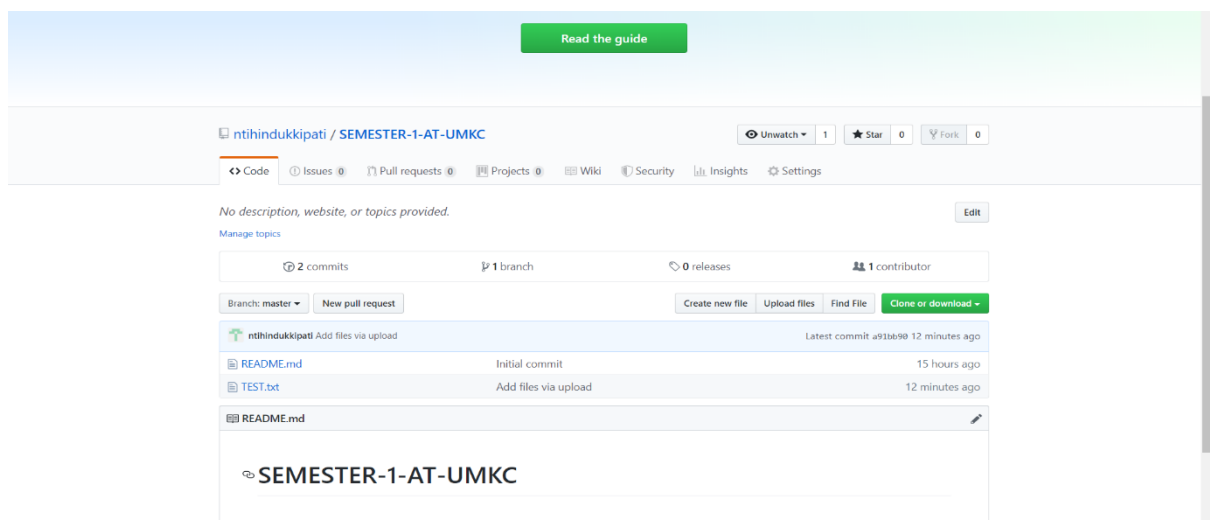 Read the guide
ntihindukkipati / SEMESTER-1-AT-UMKC
Unwatch 1 Star 0 Fork 0
Code Issues 0 Pull requests 0 Projects 0 Wiki Security Insights Settings
No description, website, or topics provided. Edit
Manage topics
2 commits 1 branch 0 releases 1 contributor
Branch: master New pull request Create new file Upload files Find File Clone or download
ntihindukkipati Add files via upload Latest commit a91bb90 12 minutes ago
README.md Initial commit 15 hours ago
TEST.txt Add files via upload 12 minutes ago
README.md
SEMESTER-1-AT-UMKC